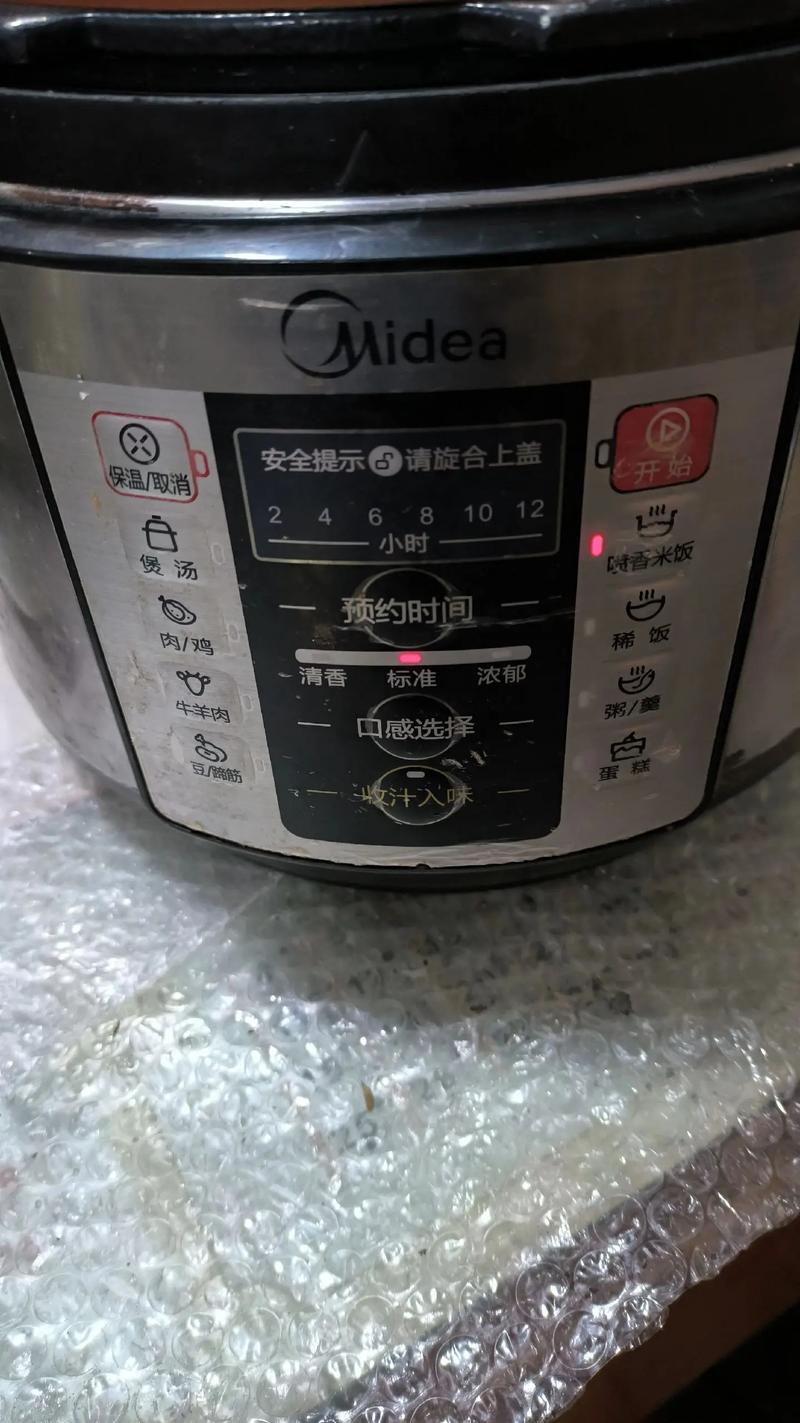 Midea
安全提示 请旋合上盖
2 4 6 8 10 12
小时
预约时间
清香 标准 浓郁
口感选择
收汁入味
保温/取消
煲汤
肉/鸡
牛羊肉
豆/蹄筋
开始
喷香米饭
稀饭
粥/羹
蛋糕